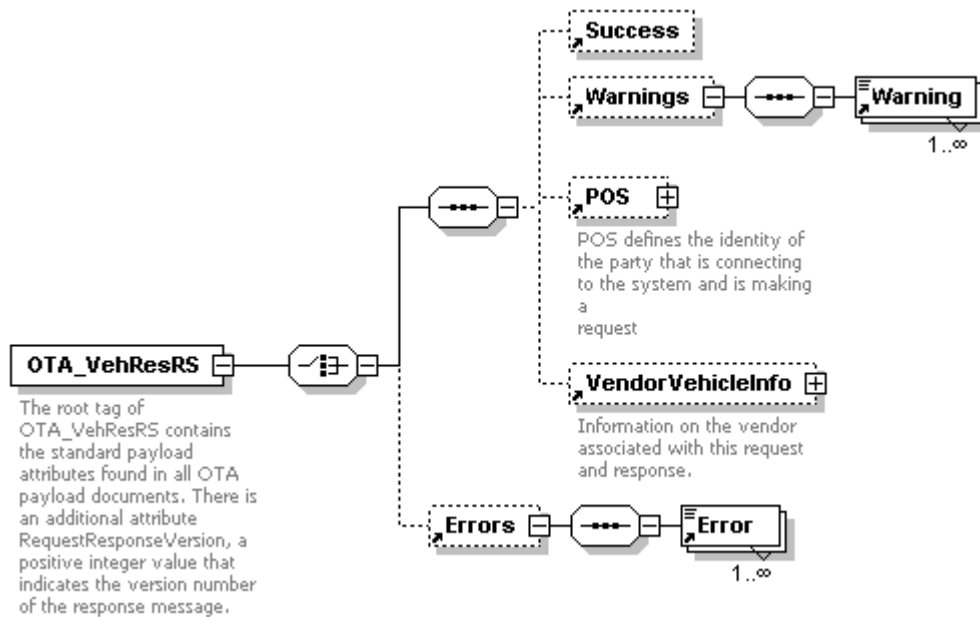 Success
Warnings
Warning
1..∞
POS
POS defines the identity of
the party that is connecting
to the system and is making
a
request
OTA_VehResRS
The root tag of
OTA_VehResRS contains
the standard payload
attributes found in all OTA
payload documents. There is
an additional attribute
RequestResponseVersion, a
positive integer value that
indicates the version number
of the response message.
VendorVehicleInfo
Information on the vendor
associated with this request
and response.
Errors
Error
1..∞